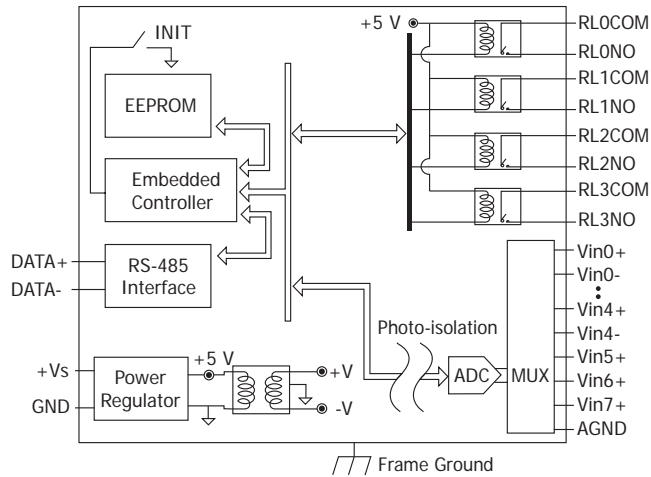 INIT
EEPROM
Embedded
Controller
RS-485
Interface
DATA+
DATA-
+Vs
GND
Power
Regulator
+5 V
+V
-V
+5 V
RL0COM
RL0NO
RL1COM
RL1NO
RL2COM
RL2NO
RL3COM
RL3NO
Photo-isolation
ADC
MUX
Vin0+
Vin0-
Vin4+
Vin4-
Vin5+
Vin6+
Vin7+
AGND
Frame Ground